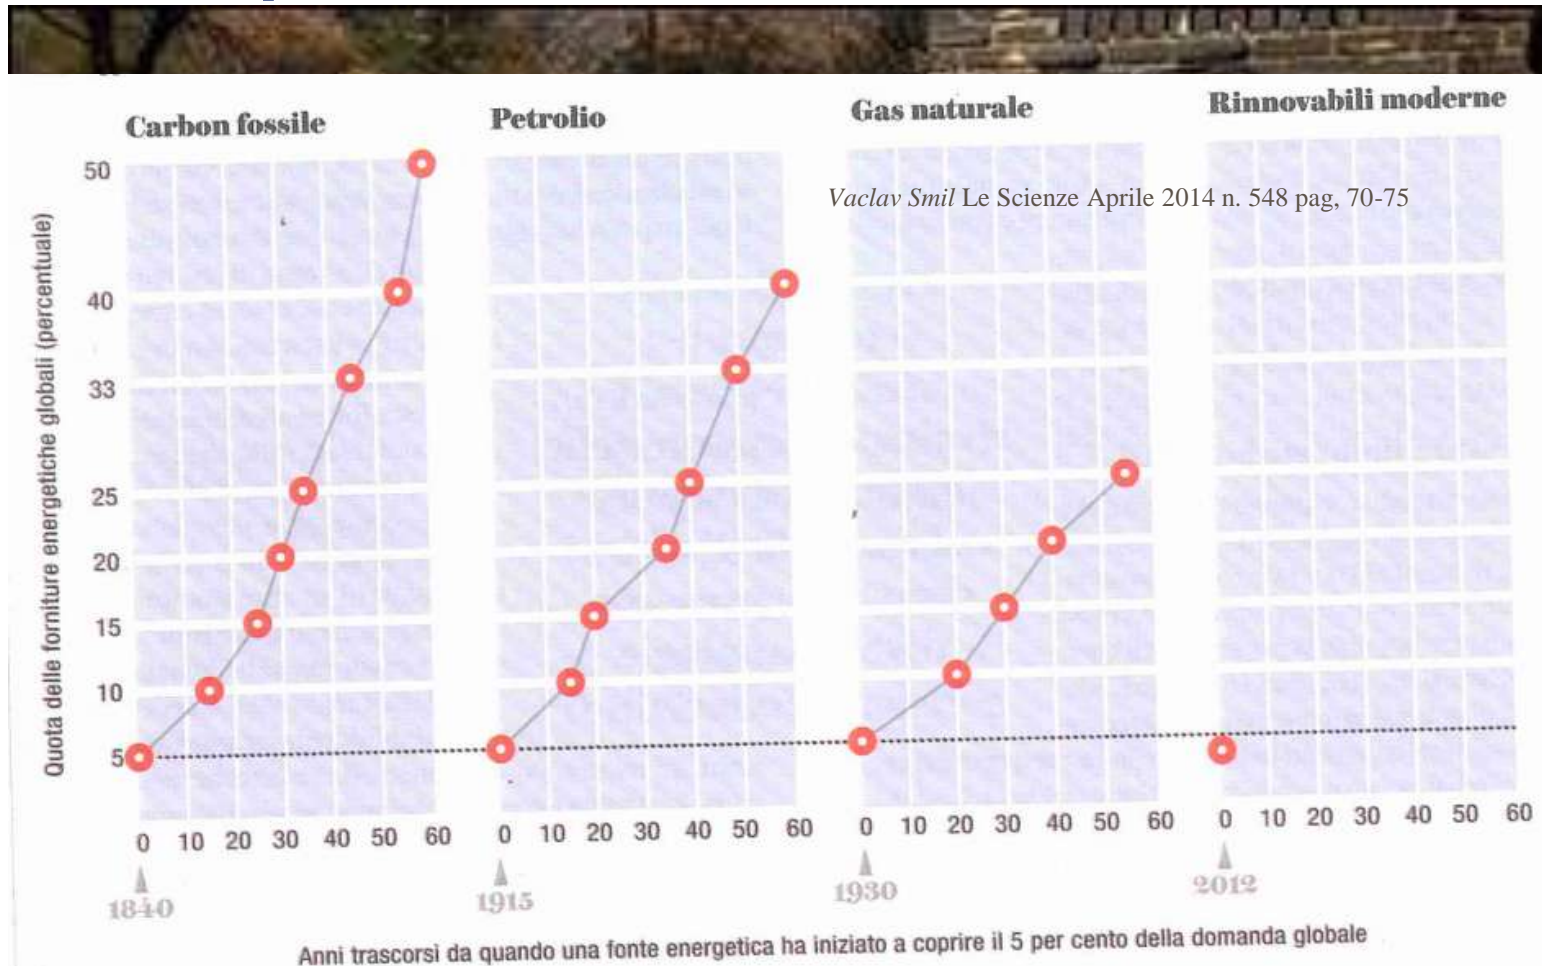 Carbon fossile
Petrolio
Gas naturale
Rinnovabili moderne
Vaclav Smil Le Scienze Aprile 2014 n. 548 pag, 70-75
Quota delle forniture energetiche globali (percentuale)
50
40
33
25
20
15
10
5
0 10 20 30 40 50 60
0 10 20 30 40 50 60
0 10 20 30 40 50 60
0 10 20 30 40 50 60
1840
1915
1930
2012
Anni trascorsi da quando una fonte energetica ha iniziato a coprire il 5 per cento della domanda globale